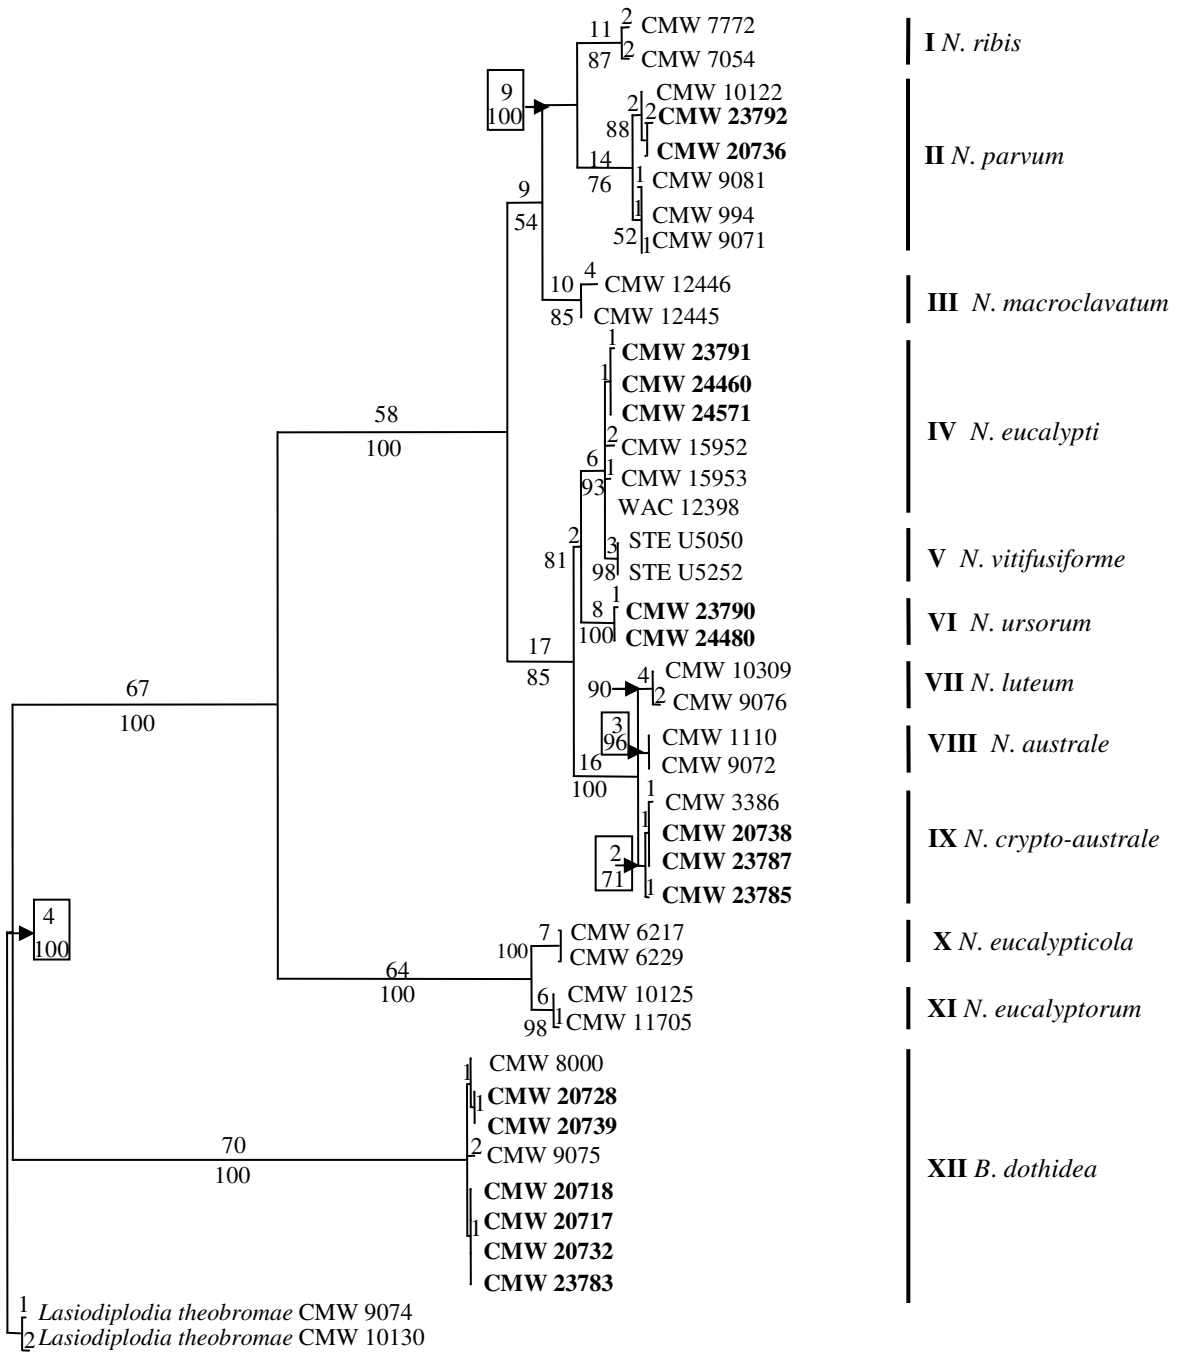 2
11
CMW 7772
I N. ribis
87
2
CMW 7054
9
100
CMW 10122
2
2
CMW 23792
88
CMW 20736
II N. parvum
14
76
1
CMW 9081
9
1
CMW 994
54
52
1
CMW 9071
10
4
CMW 12446
III N. macroclavatum
85
CMW 12445
1
CMW 23791
1
CMW 24460
58
CMW 24571
IV N. eucalypti
100
2
CMW 15952
6
1
CMW 15953
93
WAC 12398
2
3
STE U5050
81
V N. vitifusiforme
98
STE U5252
1
8
CMW 23790
VI N. ursorum
100
CMW 24480
17
85
4
CMW 10309
VII N. luteum
90
2
CMW 9076
67
100
3
96
CMW 1110
VIII N. australe
16
CMW 9072
100
1
CMW 3386
1
CMW 20738
IX N. crypto-australe
2
71
CMW 23787
1
CMW 23785
4
100
7
CMW 6217
X N. eucalypticola
100
CMW 6229
64
100
6
CMW 10125
XI N. eucalyptorum
98
1
CMW 11705
CMW 8000
1
CMW 20728
1
CMW 20739
70
2
CMW 9075
XII B. dothidea
100
CMW 20718
1
CMW 20717
CMW 20732
CMW 23783
1
Lasiodiplodia theobromae CMW 9074
2
Lasiodiplodia theobromae CMW 10130